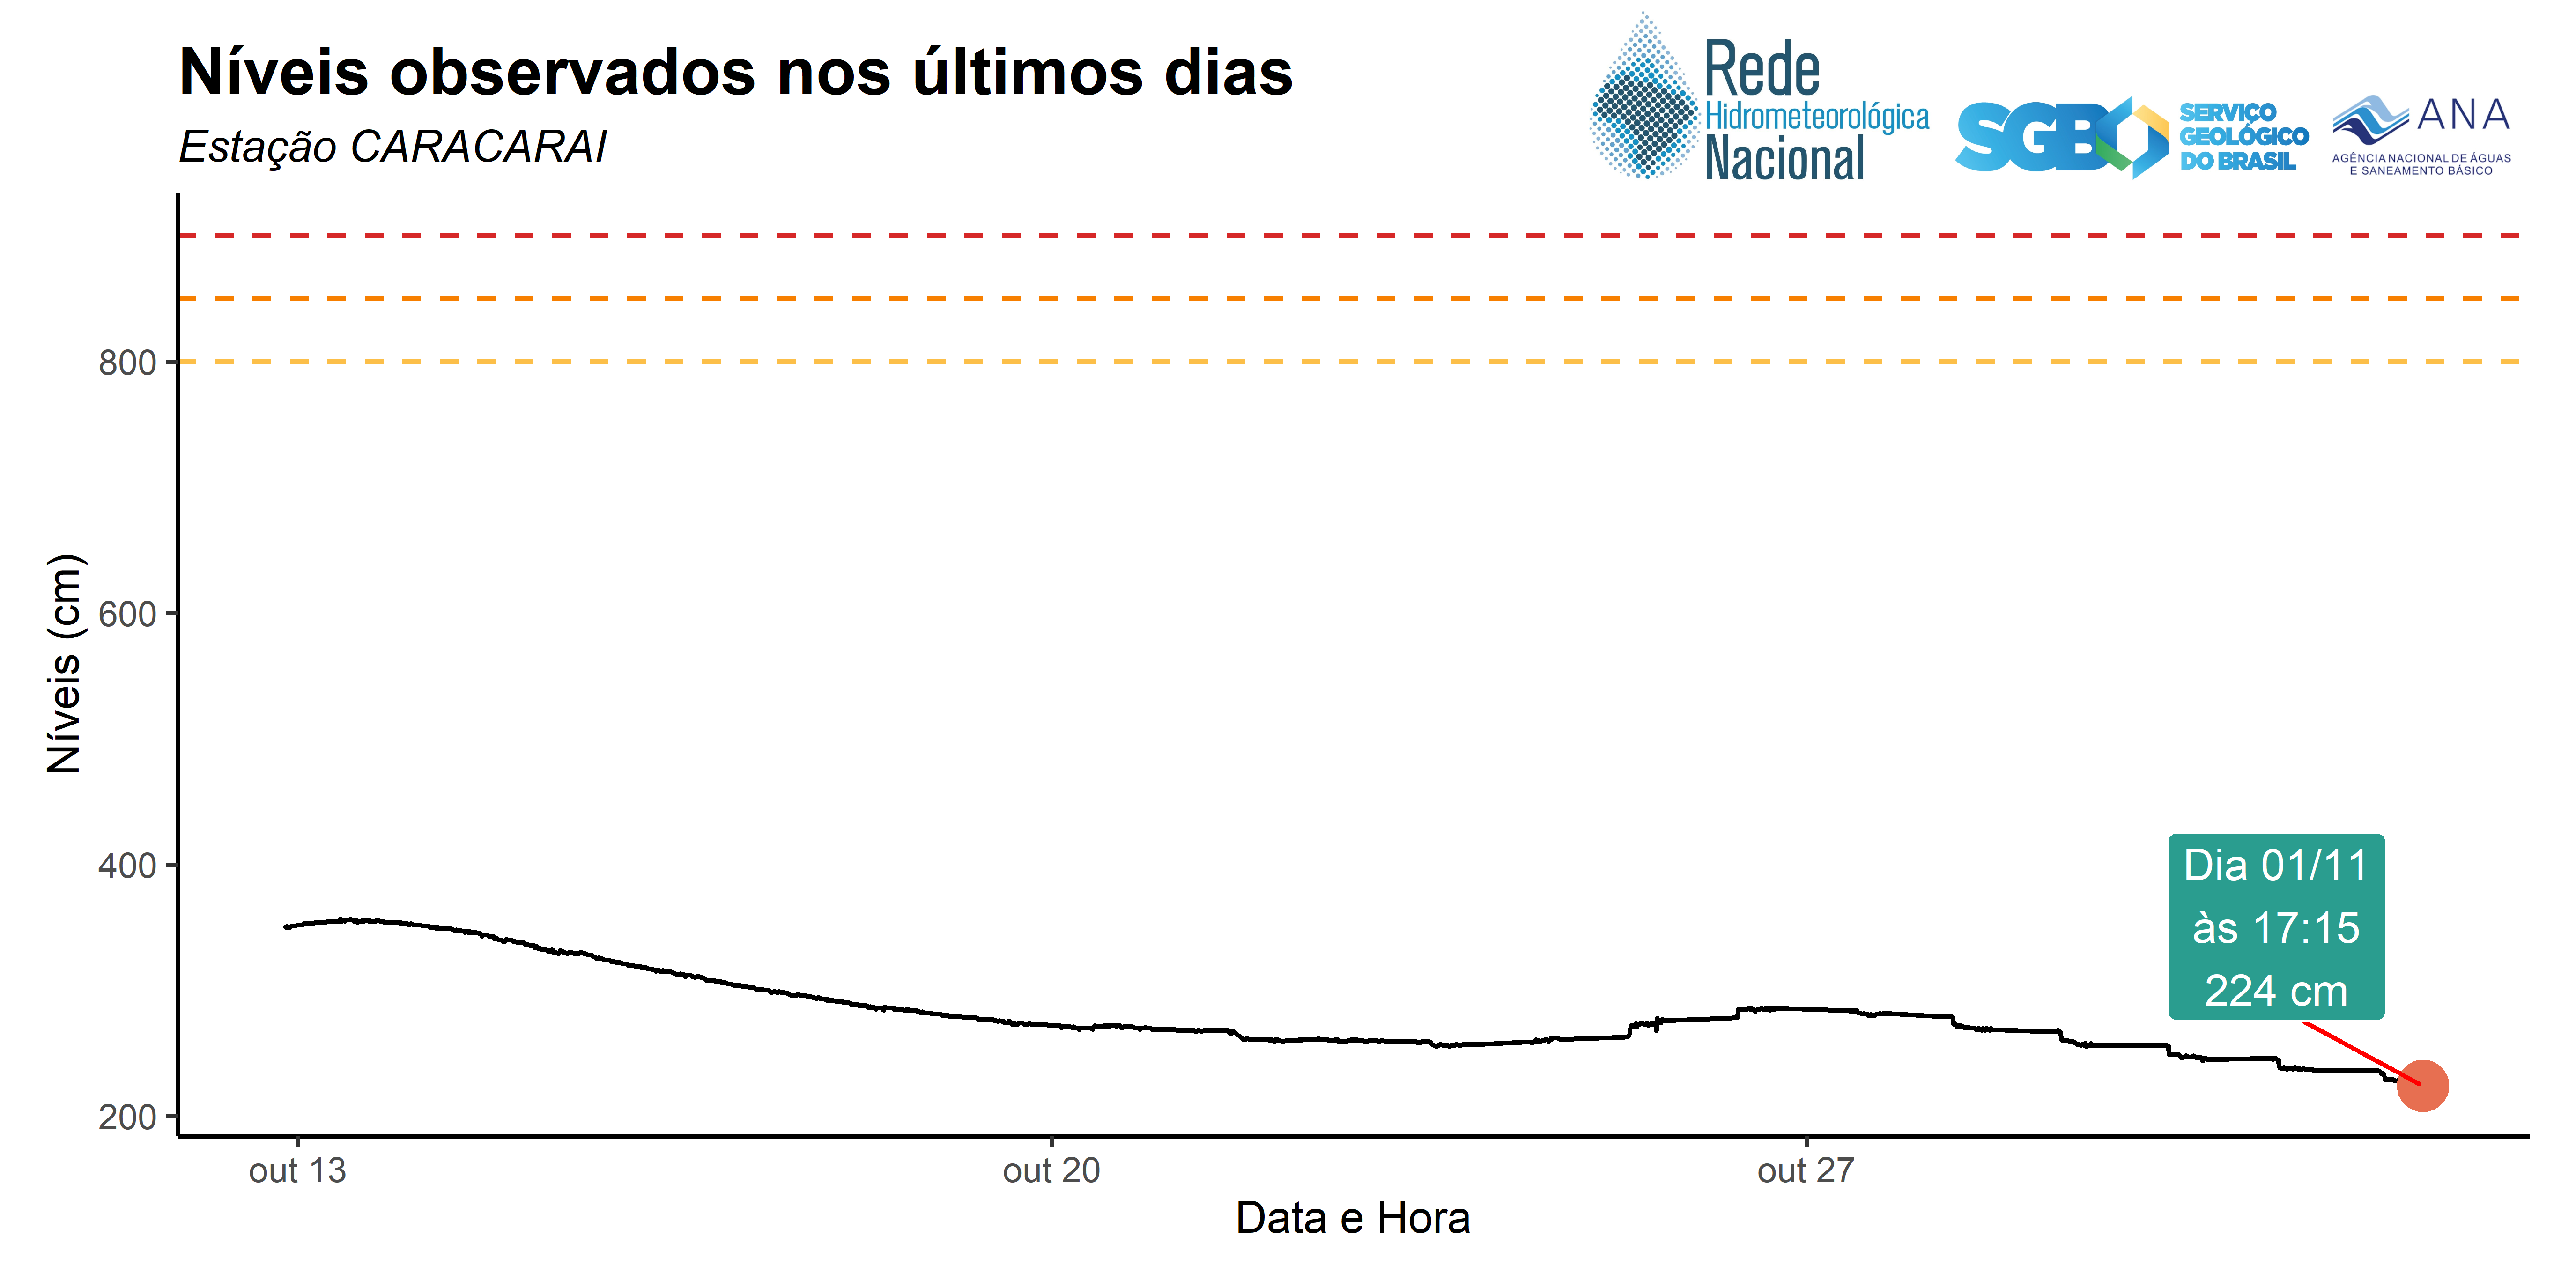 Níveis observados nos últimos dias
Estação CARACARAI
Rede
Hidrometeorológica
Nacional
SGB
SERVIÇO
GEOLÓGICO
DO BRASIL
ANA
AGÊNCIA NACIONAL DE ÁGUAS
E SANEAMENTO BÁSICO
Níveis (cm)
800
600
400
200
Dia 01/11
às 17:15
224 cm
out 13
out 20
out 27
Data e Hora